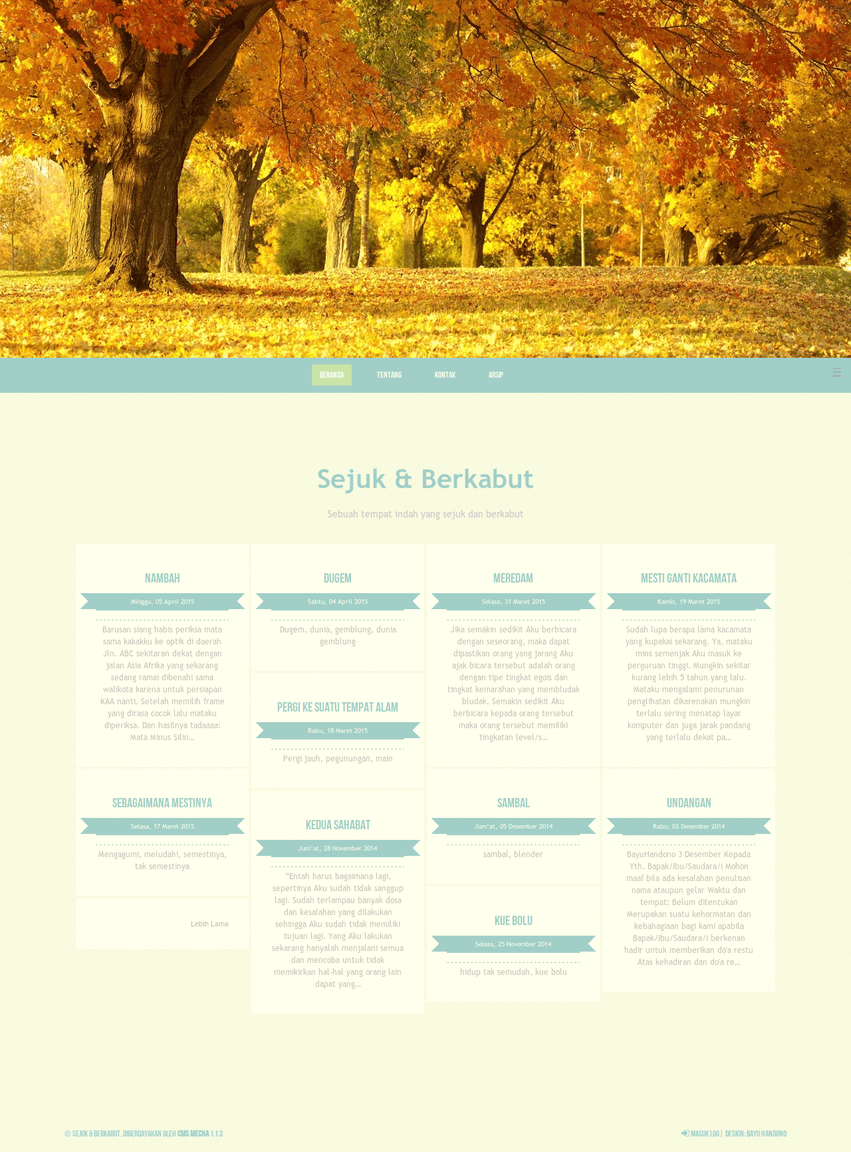 BERANDA TENTANG KONTAK ARSIP
Sejuk & Berkabut
Sebuah tempat indah yang sejuk dan berkabut
NAMBAH
Minggu, 05 April 2015
Barusan siang habis periksa mata
sama kakakku ke optik di daerah
Jln. ABC sekitaran dekat dengan
jalan Asia Afrika yang sekarang
sedang ramai dibenahi sama
walikota karena untuk persiapan
KAA nanti. Setelah memilih frame
yang dirasa cocok lalu mataku
diperiksa. Dan hasilnya tadaaaa:
Mata Minus Silin...
SEBAGAIMANA MESTINYA
Selasa, 17 Maret 2015
Mengagumi, meludahi, semestinya,
tak semestinya
Lebih Lama
DUGEM
Sabtu, 04 April 2015
Dugem, dunia, gemblung, dunia
gemblung
PERGI KE SUATU TEMPAT ALAM
Rabu, 18 Maret 2015
Pergi jauh, pegunungan, main
KEDUA SAHABAT
Jum'at, 28 November 2014
"Entah harus bagaimana lagi,
sepertinya Aku sudah tidak sanggup
lagi. Sudah terlampau banyak dosa
dan kesalahan yang dilakukan
sehingga Aku sudah tidak memiliki
tujuan lagi. Yang Aku lakukan
sekarang hanyalah menjalani semua
dan mencoba untuk tidak
memikirkan hal-hal yang orang lain
dapat yang...
MEREDAM
Selasa, 31 Maret 2015
Jika semakin sedikit Aku berbicara
dengan seseorang, maka dapat
dipastikan orang yang jarang Aku
ajak bicara tersebut adalah orang
dengan tipe tingkat egois dan
tingkat kemarahan yang membludak
bludak. Semakin sedikit Aku
berbicara kepada orang tersebut
maka orang tersebut memiliki
tingkatan level/s...
SAMBAL
Jum'at, 05 Desember 2014
sambal, blender
KUE BOLU
Selasa, 25 November 2014
hidup tak semudah, kue bolu
MESTI GANTI KACAMATA
Kamis, 19 Maret 2015
Sudah lupa berapa lama kacamata
yang kupakai sekarang. Ya, mataku
mins semenjak Aku masuk ke
perguruan tinggi. Mungkin sekitar
kurang lebih 5 tahun yang lalu.
Mataku mengalami penurunan
penglihatan dikarenakan mungkin
terlalu sering menatap layar
komputer dan juga jarak pandang
yang terlalu dekat pa...
UNDANGAN
Rabu, 03 Desember 2014
BayuHandono 3 Desember Kepada
Yth. Bapak/Ibu/Saudara/i Mohon
maaf bila ada kesalahan penulisan
nama ataupun gelar Waktu dan
tempat: Belum ditentukan
Merupakan suatu kehormatan dan
kebahagiaan bagi kami apabila
Bapak/Ibu/Saudara/i berkenan
hadir untuk memberikan do'a restu
Atas kehadiran dan do'a re...
© SEJUK & BERKABUT. DIBERDAYAKAN OLEH CMS MECHA 1.1.3
MASUK LOG | DESIGN: BAYU HANDONO